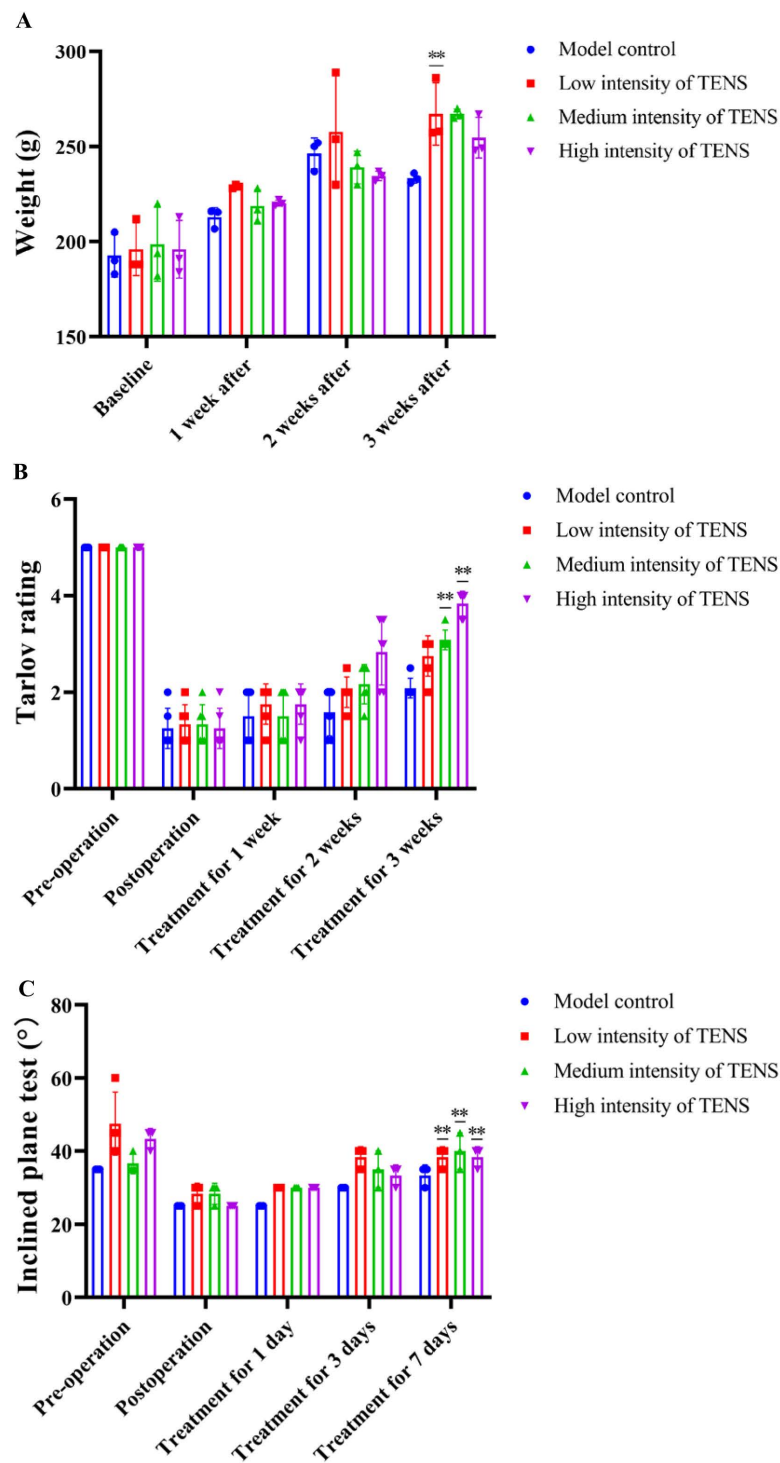 A
Weight (g)
300
250
200
150
**
Baseline
1 week after
2 weeks after
3 weeks after
Model control
Low intensity of TENS
Medium intensity of TENS
High intensity of TENS
B
Tarlov rating
6
4
2
0
**
**
Pre-operation
Postoperation
Treatment for 1 week
Treatment for 2 weeks
Treatment for 3 weeks
Model control
Low intensity of TENS
Medium intensity of TENS
High intensity of TENS
C
Inclined plane test (°)
80
60
40
20
0
**
**
**
Pre-operation
Postoperation
Treatment for 1 day
Treatment for 3 days
Treatment for 7 days
Model control
Low intensity of TENS
Medium intensity of TENS
High intensity of TENS